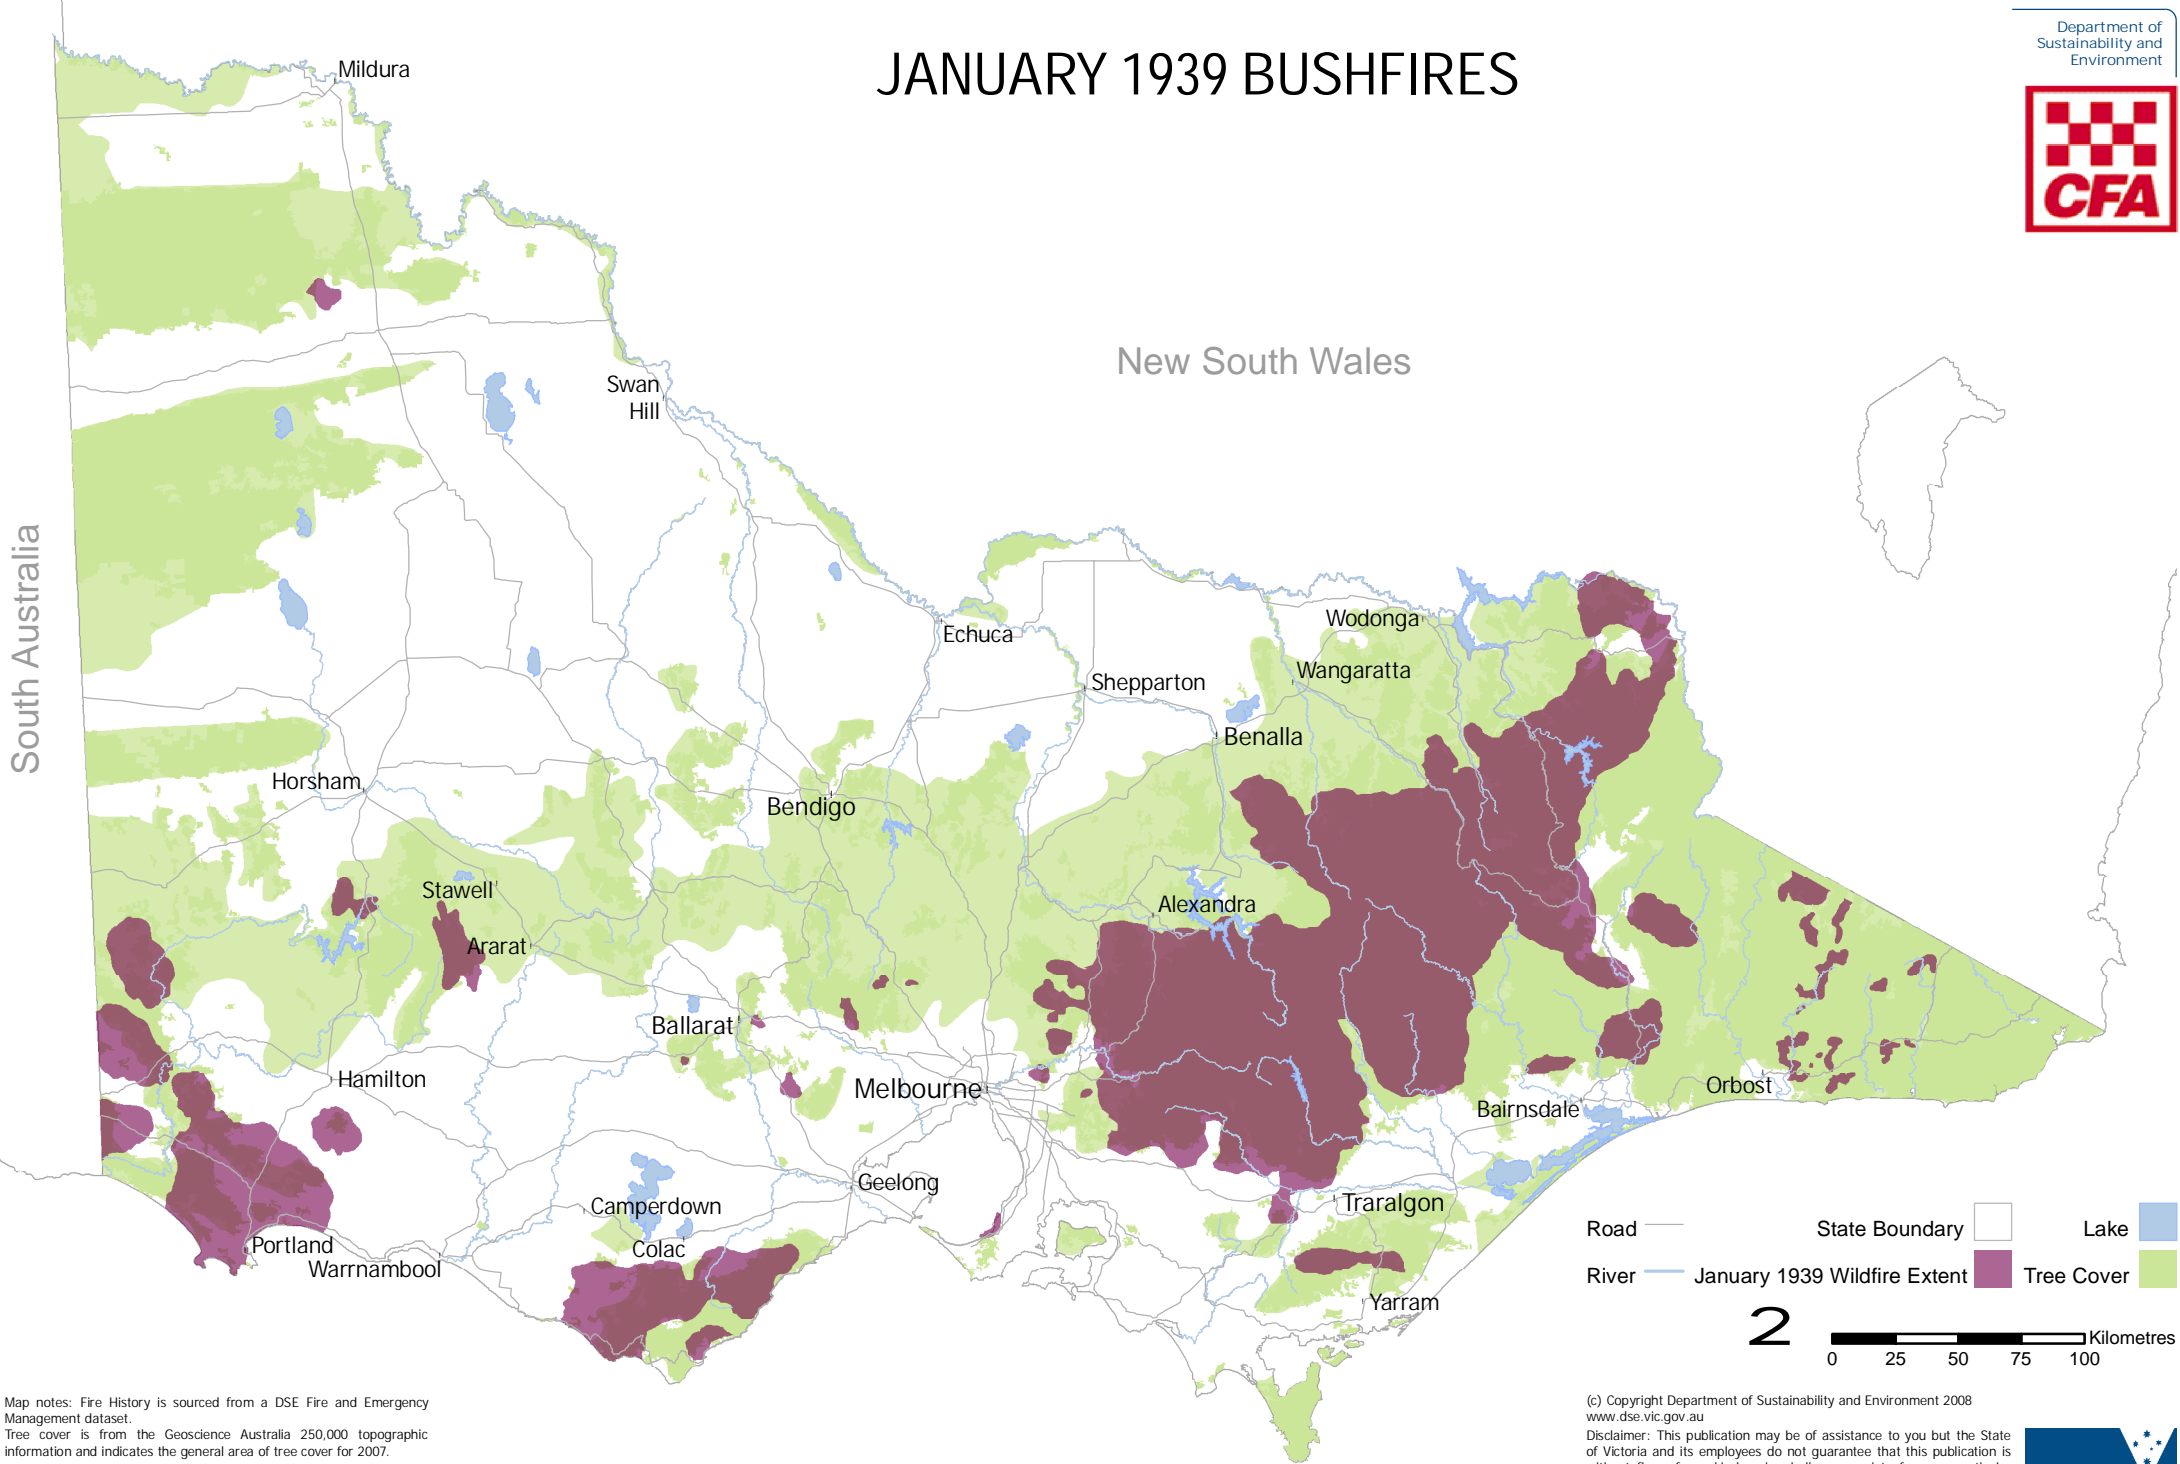 JANUARY 1939 BUSHFIRES
Department of
Sustainability and
Environment
CFA
Mildura
New South Wales
Swan
Hill
South Australia
Echuca
Wodonga
Wangaratta
Shepparton
Benalla
Horsham
Bendigo
Stawell
Alexandra
Ararat
Ballarat
Hamilton
Melbourne
Orbost
Bairnsdale
Geelong
Camperdown
Traralgon
Colac
Portland
Warrnambool
Yarram
Road
State Boundary
Lake
River
January 1939 Wildfire Extent
Tree Cover
2
Kilometres
0 25 50 75 100
Map notes: Fire History is sourced from a DSE Fire and Emergency
Management dataset.
Tree cover is from the Geoscience Australia 250,000 topographic
information and indicates the general area of tree cover for 2007.
(c) Copyright Department of Sustainability and Environment 2008
www.dse.vic.gov.au
Disclaimer: This publication may be of assistance to you but the State
of Victoria and its employees do not guarantee that this publication is